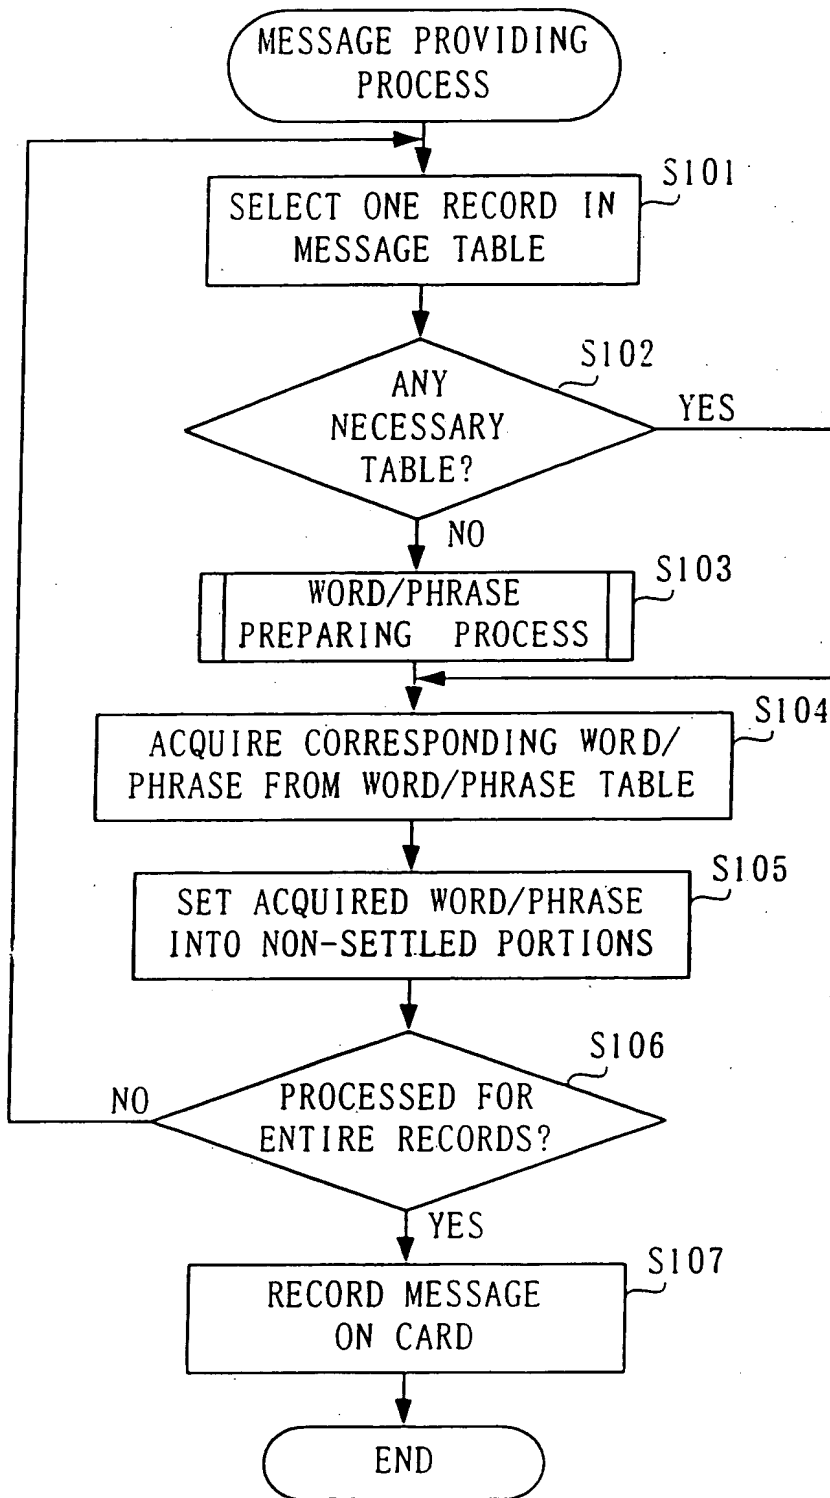 MESSAGE PROVIDING
PROCESS
S101
SELECT ONE RECORD IN
MESSAGE TABLE
S102
ANY
NECESSARY
TABLE?
YES
NO
S103
WORD/PHRASE
PREPARING PROCESS
S104
ACQUIRE CORRESPONDING WORD/
PHRASE FROM WORD/PHRASE TABLE
S105
SET ACQUIRED WORD/PHRASE
INTO NON-SETTLED PORTIONS
S106
NO
PROCESSED FOR
ENTIRE RECORDS?
YES
S107
RECORD MESSAGE
ON CARD
END